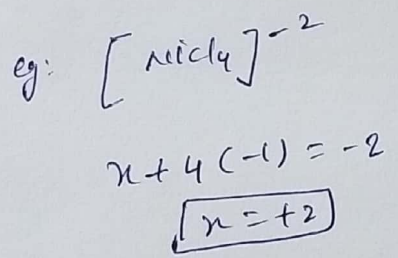 eg: [NiCl4]^-2
x + 4(-1) = -2
x = +2